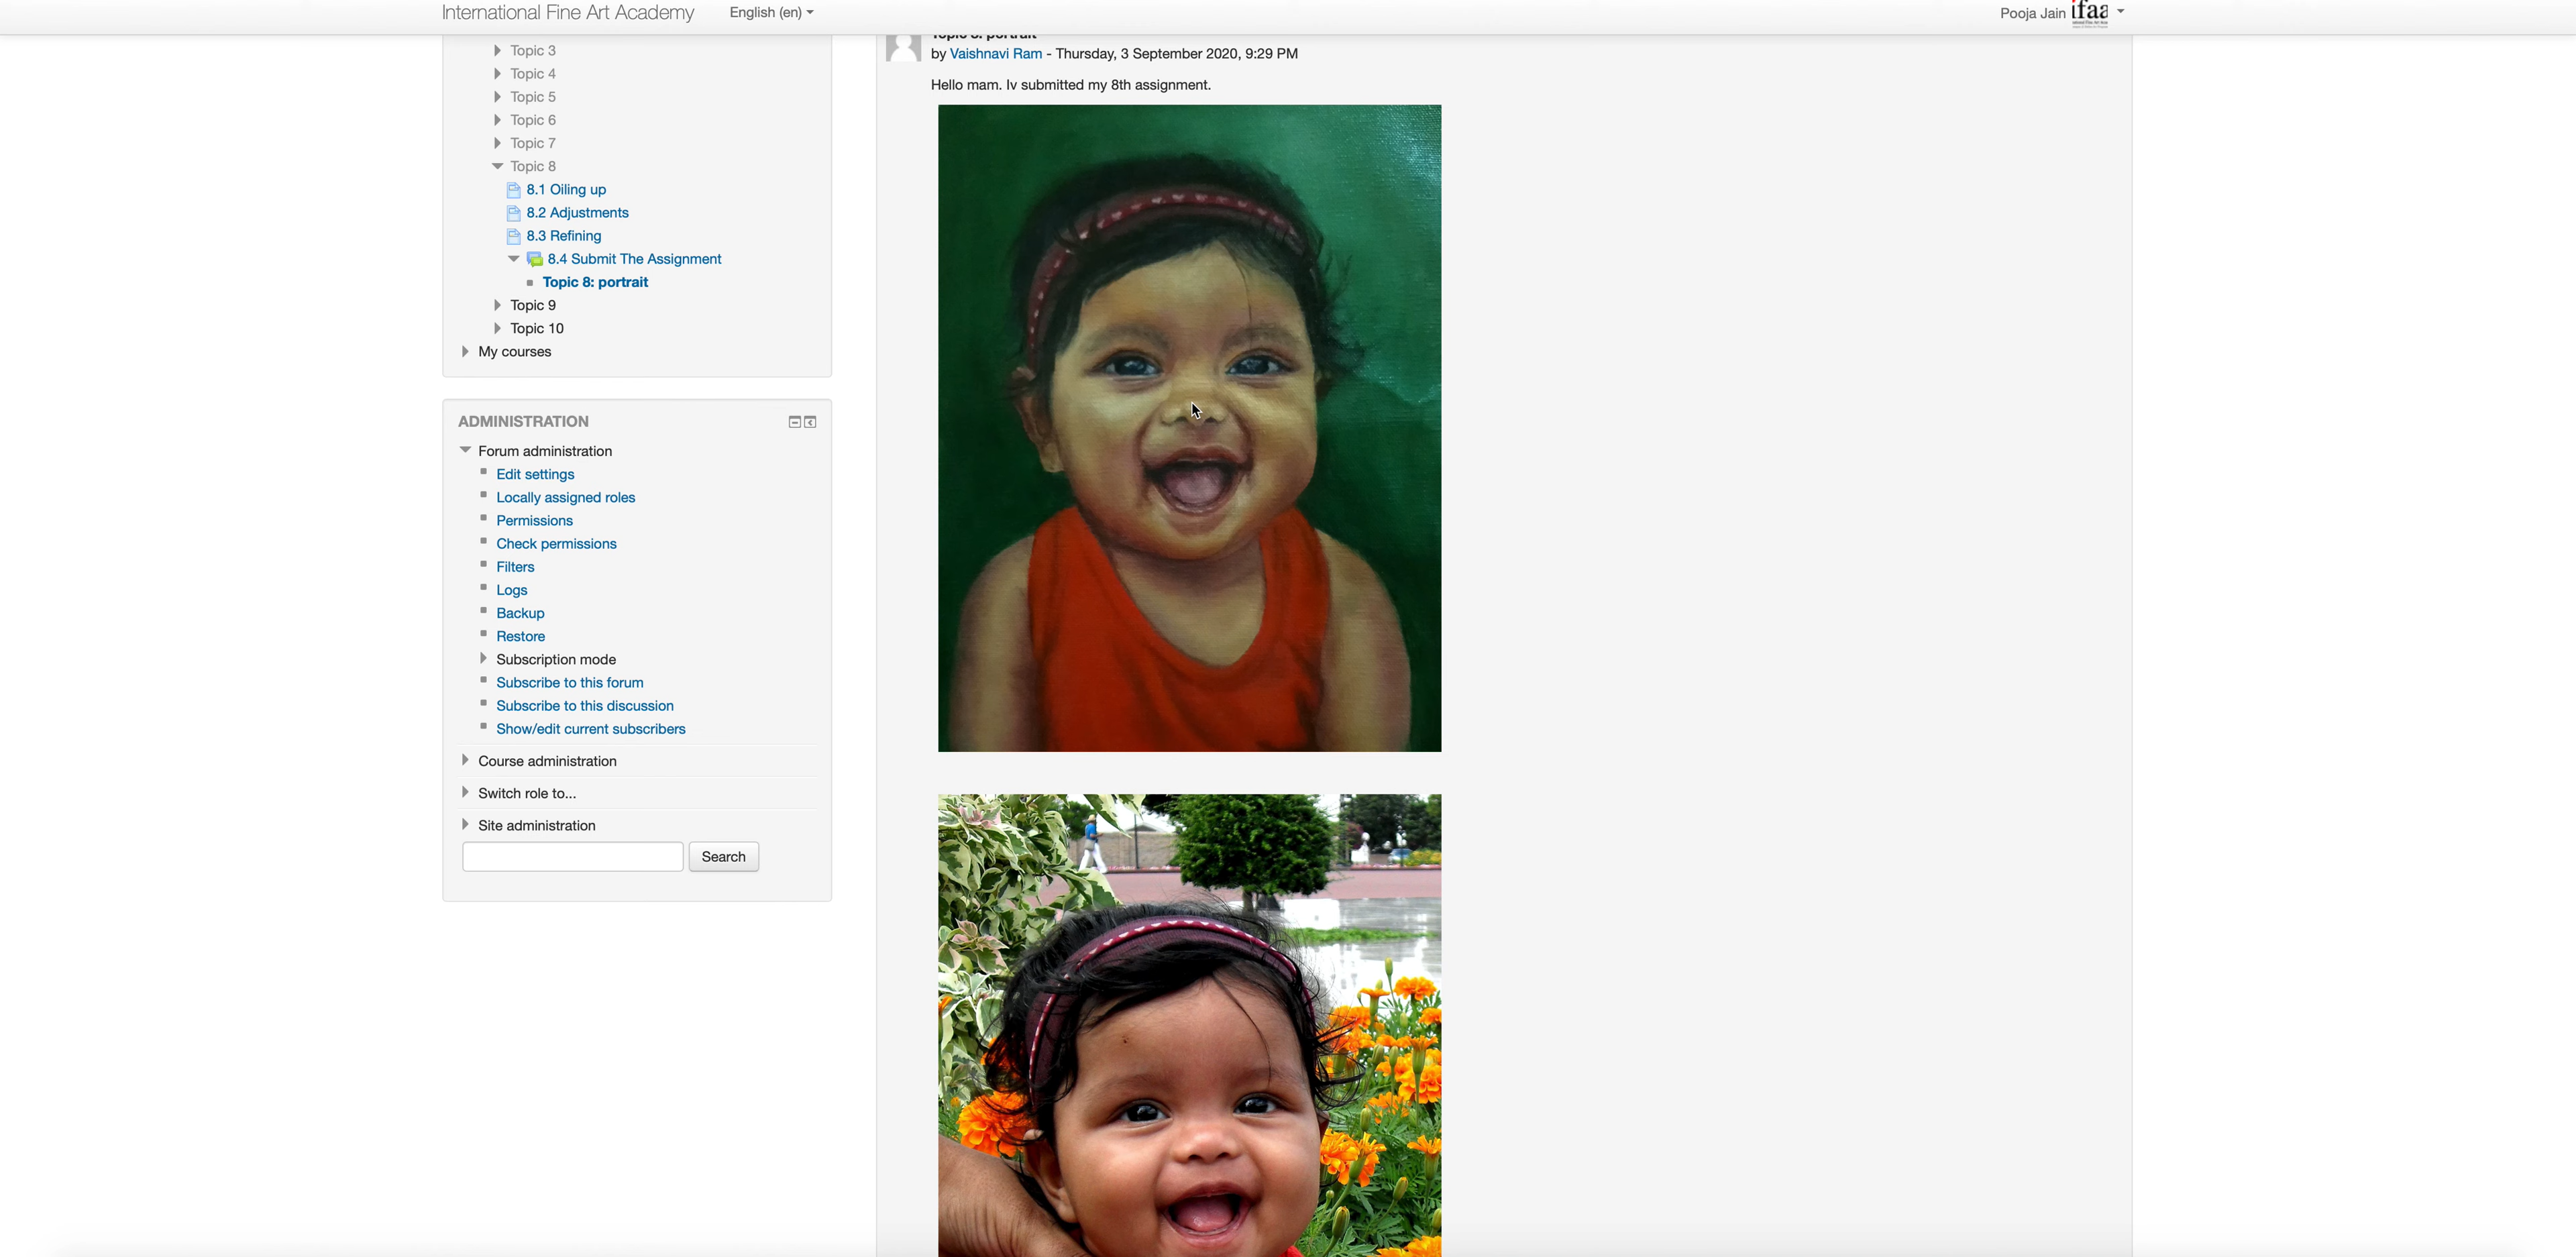 International Fine Art Academy
English (en)
Pooja Jain
ifaa
Topic 3
Topic 4
Topic 5
Topic 6
Topic 7
Topic 8
8.1 Oiling up
8.2 Adjustments
8.3 Refining
8.4 Submit The Assignment
Topic 8: portrait
Topic 9
Topic 10
My courses
ADMINISTRATION
Forum administration
Edit settings
Locally assigned roles
Permissions
Check permissions
Filters
Logs
Backup
Restore
Subscription mode
Subscribe to this forum
Subscribe to this discussion
Show/edit current subscribers
Course administration
Switch role to...
Site administration
Search
Topic 8: portrait
by Vaishnavi Ram - Thursday, 3 September 2020, 9:29 PM
Hello mam. Iv submitted my 8th assignment.